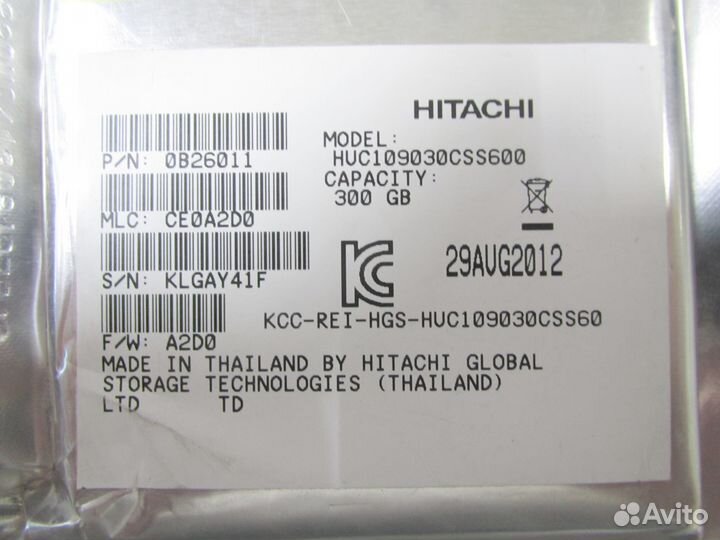 HITACHI
P/N: 0B26011
MODEL:
HUC109030CSS600
CAPACITY:
300 GB
MLC: CE0A2D0
S/N: KLGAY41F
29AUG2012
KCC-REI-HGS-HUC109030CSS60
F/W: A2D0
MADE IN THAILAND BY HITACHI GLOBAL
STORAGE TECHNOLOGIES (THAILAND)
LTD TD
Avito